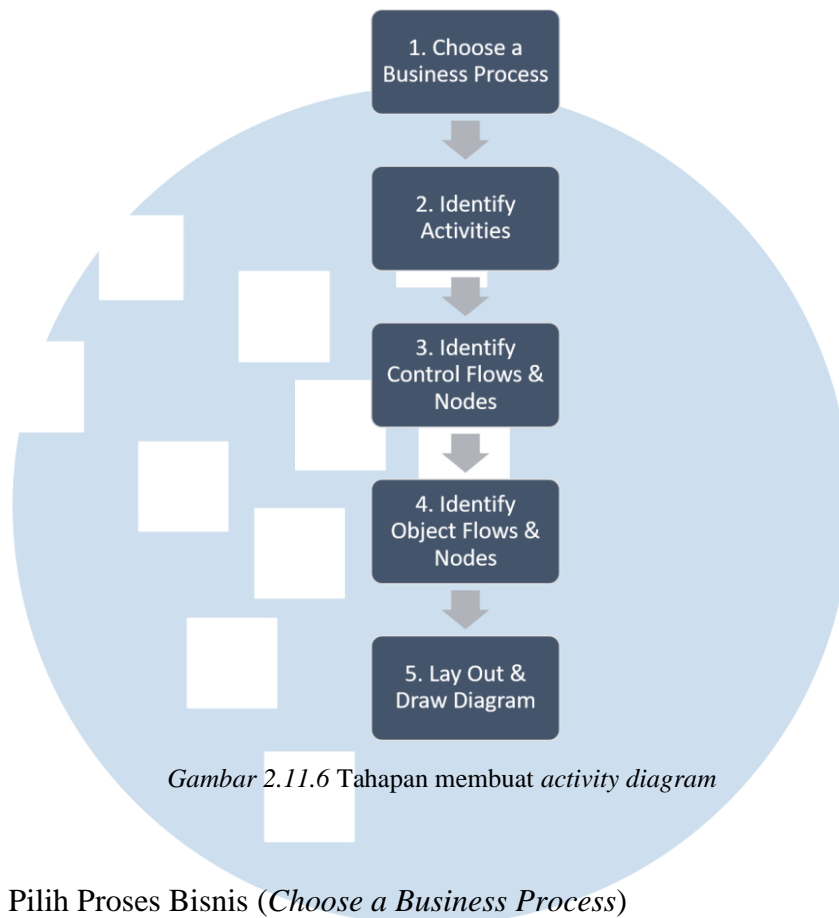 1. Choose a
Business Process
2. Identify
Activities
3. Identify
Control Flows &
Nodes
4. Identify
Object Flows &
Nodes
5. Lay Out &
Draw Diagram
Gambar 2.11.6 Tahapan membuat activity diagram
Pilih Proses Bisnis (Choose a Business Process)